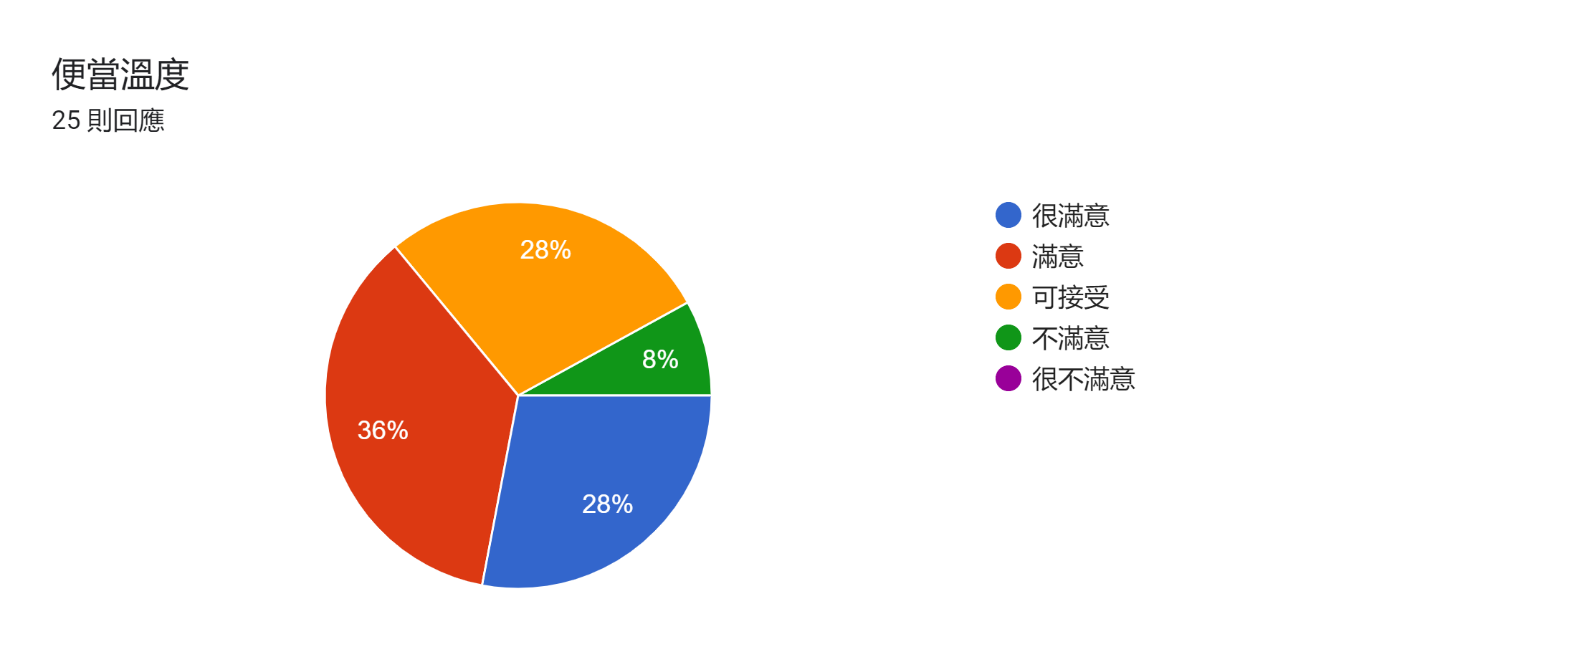 便當溫度
25 則回應
28%
8%
36%
28%
很滿意
滿意
可接受
不滿意
很不滿意